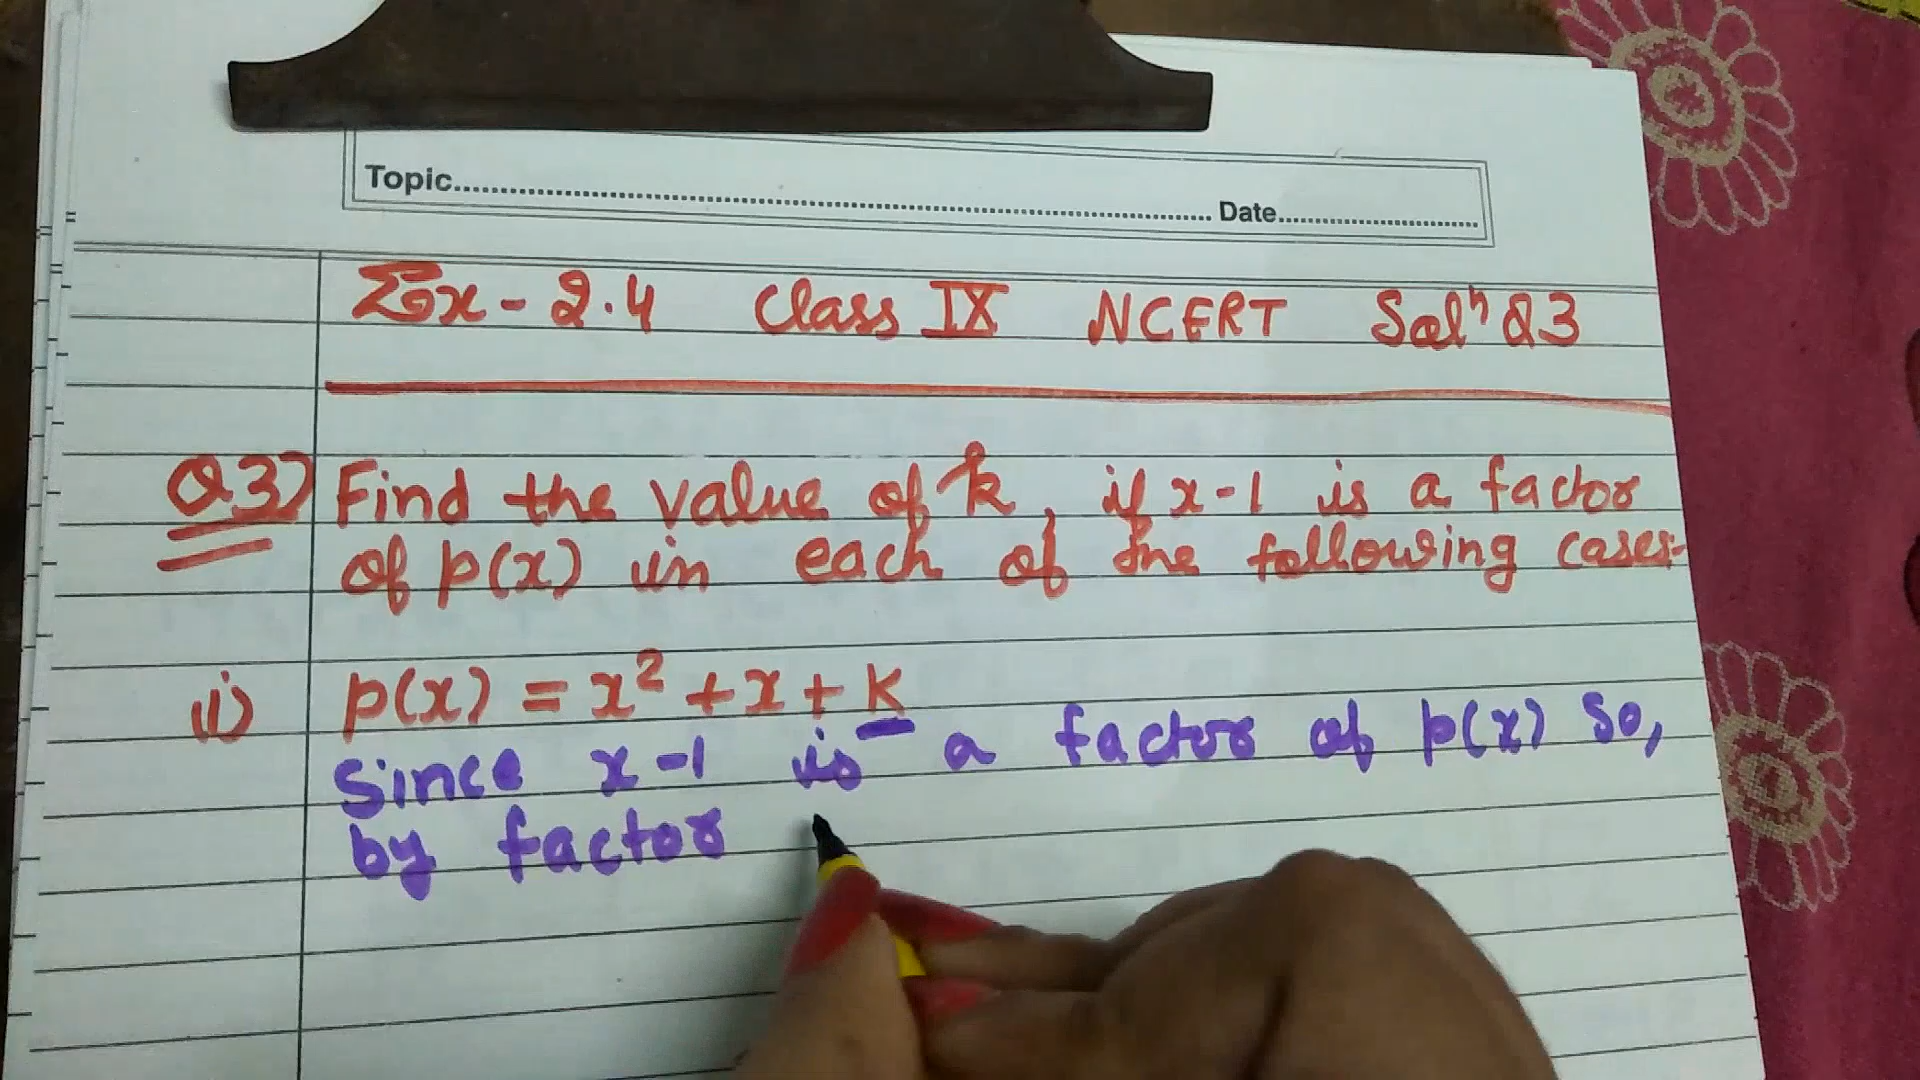 Topic.......... Date..........
Ex - 2.4 Class IX NCERT Solⁿ Q3
Q3) Find the value of k, if x-1 is a factor
of p(x) in each of the following cases-
(i) p(x) = x² + x + k
Since x-1 is a factor of p(x) so,
by factor